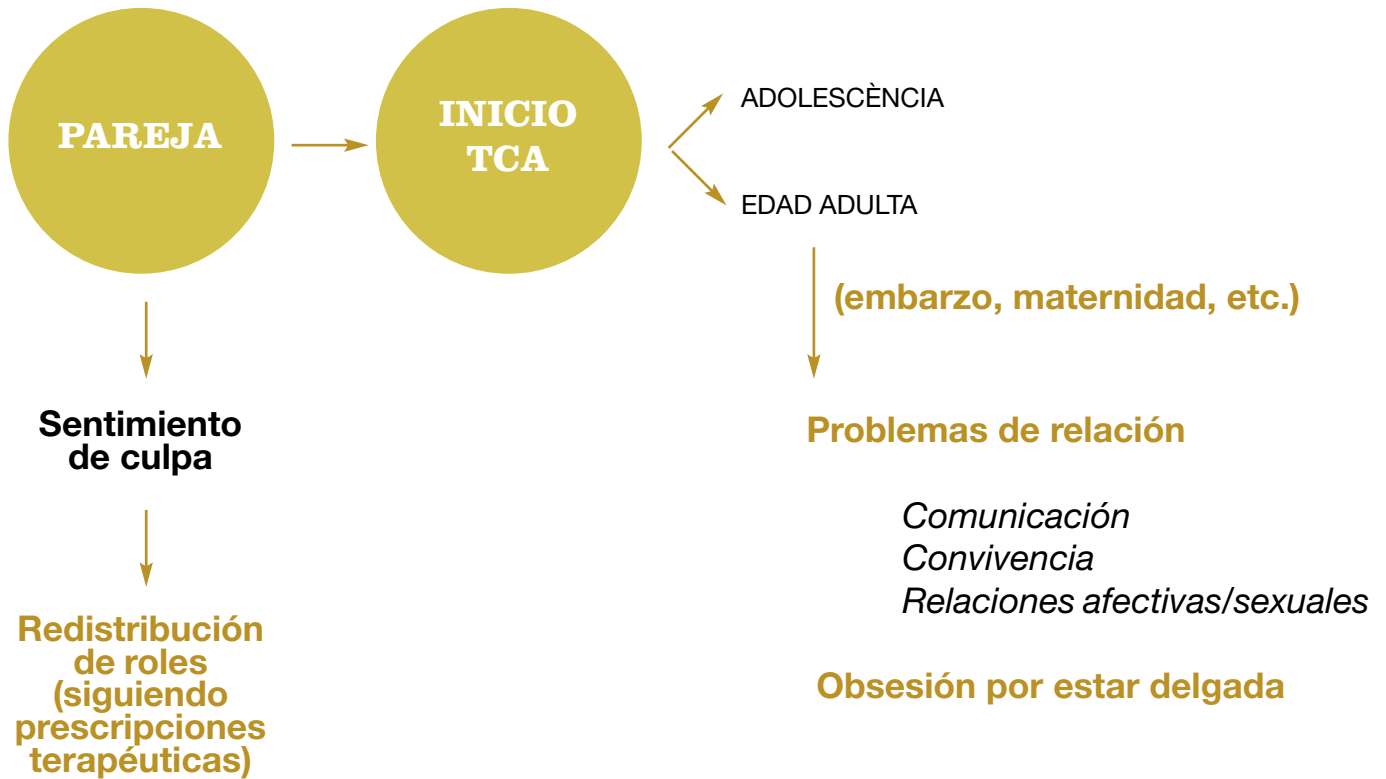 PAREJA
INICIO
TCA
ADOLESCÈNCIA
EDAD ADULTA
(embarzo, maternidad, etc.)
Sentimiento
de culpa
Problemas de relación
Comunicación
Convivencia
Relaciones afectivas/sexuales
Redistribución
de roles
(siguiendo
prescripciones
terapéuticas)
Obsesión por estar delgada